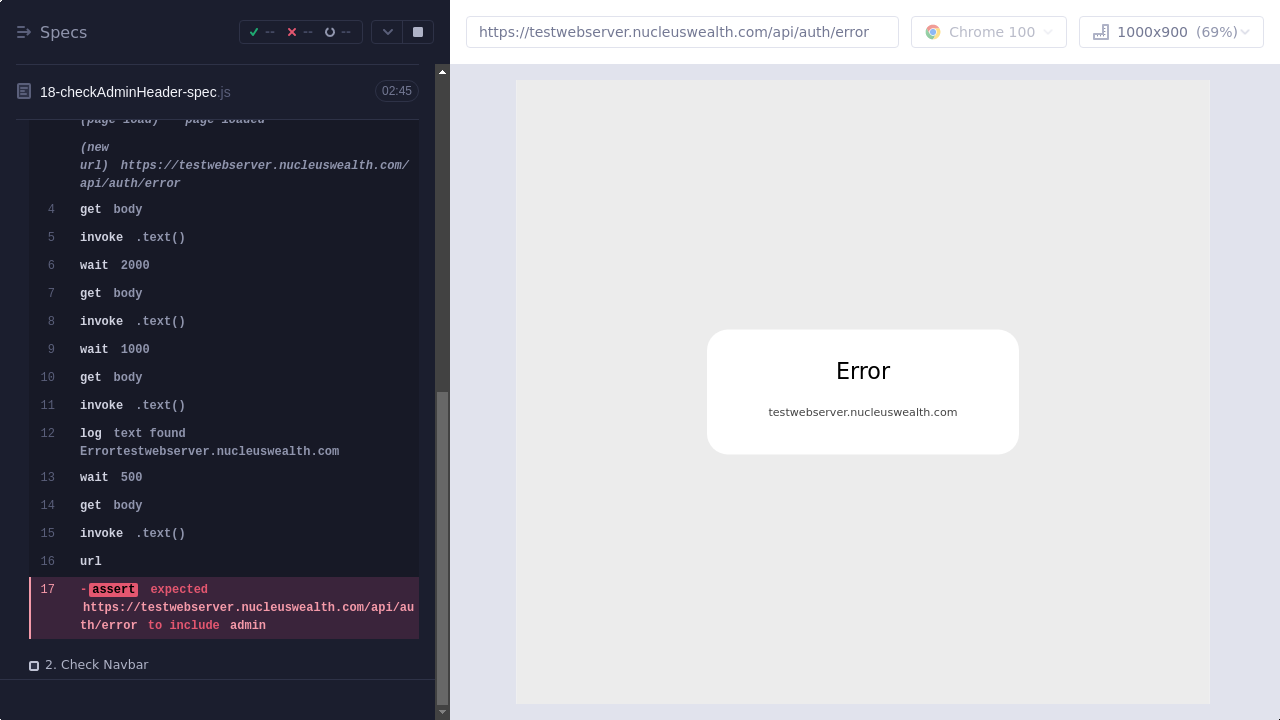 Specs
-- -- --
18-checkAdminHeader-spec.js
02:45
(page load) --page loaded--
(new
url) https://testwebserver.nucleuswealth.com/
api/auth/error
4 get body
5 invoke .text()
6 wait 2000
7 get body
8 invoke .text()
9 wait 1000
10 get body
11 invoke .text()
12 log text found
Errortestwebserver.nucleuswealth.com
13 wait 500
14 get body
15 invoke .text()
16 url
17 -assert expected
https://testwebserver.nucleuswealth.com/api/au
th/error to include admin
2. Check Navbar
https://testwebserver.nucleuswealth.com/api/auth/error
Chrome 100
1000x900 (69%)
Error
testwebserver.nucleuswealth.com